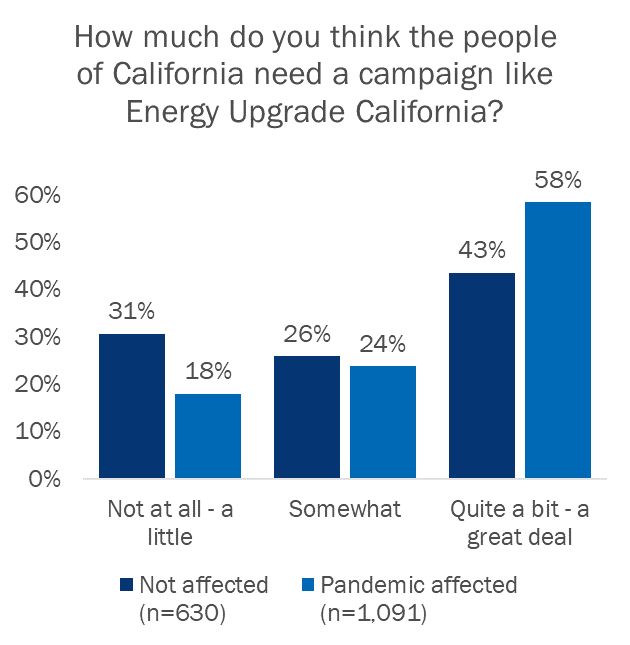 How much do you think the people
of California need a campaign like
Energy Upgrade California?
58%
60%
50%
43%
40%
31%
30%
26%
24%
20%
18%
10%
0%
Not at all - a
little
Somewhat
Quite a bit - a
great deal
Not affected
(n=630)
Pandemic affected
(n=1,091)